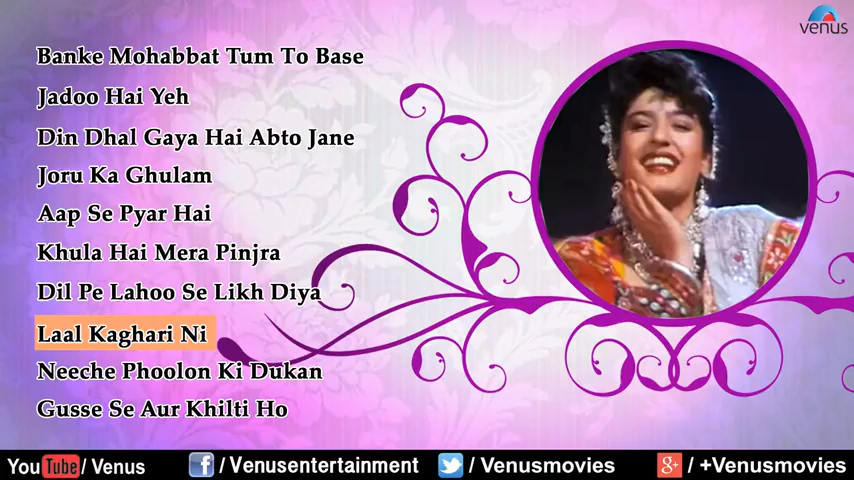 venus
Banke Mohabbat Tum To Base
Jadoo Hai Yeh
Din Dhal Gaya Hai Abto Jane
Joru Ka Ghulam
Aap Se Pyar Hai
Khula Hai Mera Pinjra
Dil Pe Lahoo Se Likh Diya
Laal Kaghari Ni
Neeche Phoolon Ki Dukan
Gusse Se Aur Khilti Ho
You Tube / Venus f / Venusentertainment / Venusmovies g+ / +Venusmovies